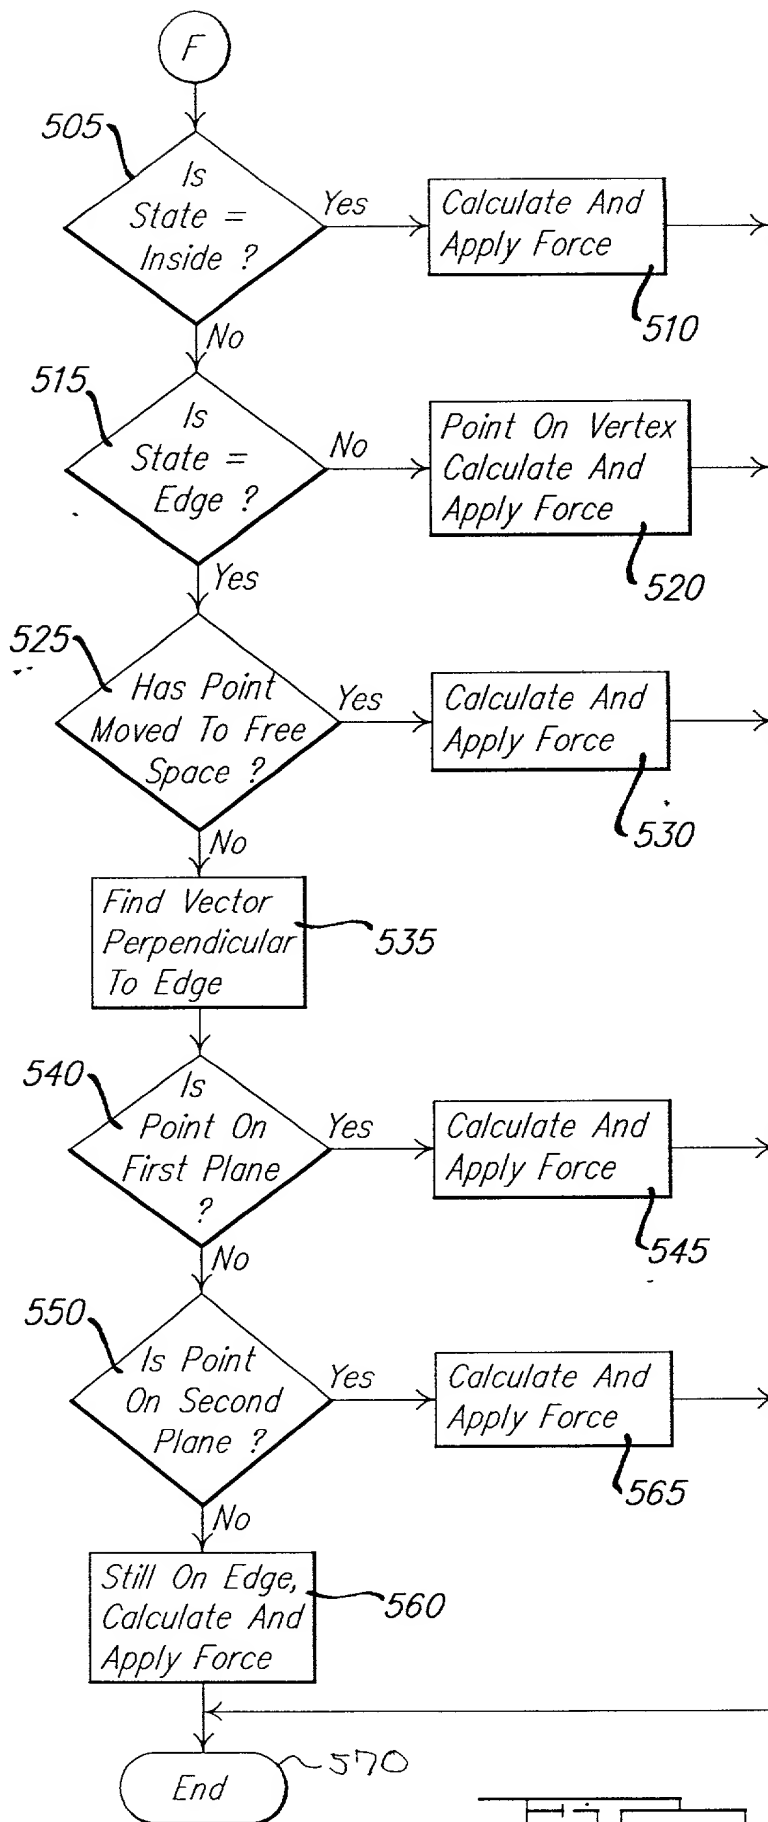 F
505
Is
State =
Inside ?
Yes
Calculate And
Apply Force
510
No
515
Is
State =
Edge ?
No
Point On Vertex
Calculate And
Apply Force
520
Yes
525
Has Point
Moved To Free
Space ?
Yes
Calculate And
Apply Force
530
No
Find Vector
Perpendicular
To Edge
535
540
Is
Point On
First Plane
?
Yes
Calculate And
Apply Force
545
No
550
Is Point
On Second
Plane ?
Yes
Calculate And
Apply Force
565
No
Still On Edge,
Calculate And
Apply Force
560
End
570